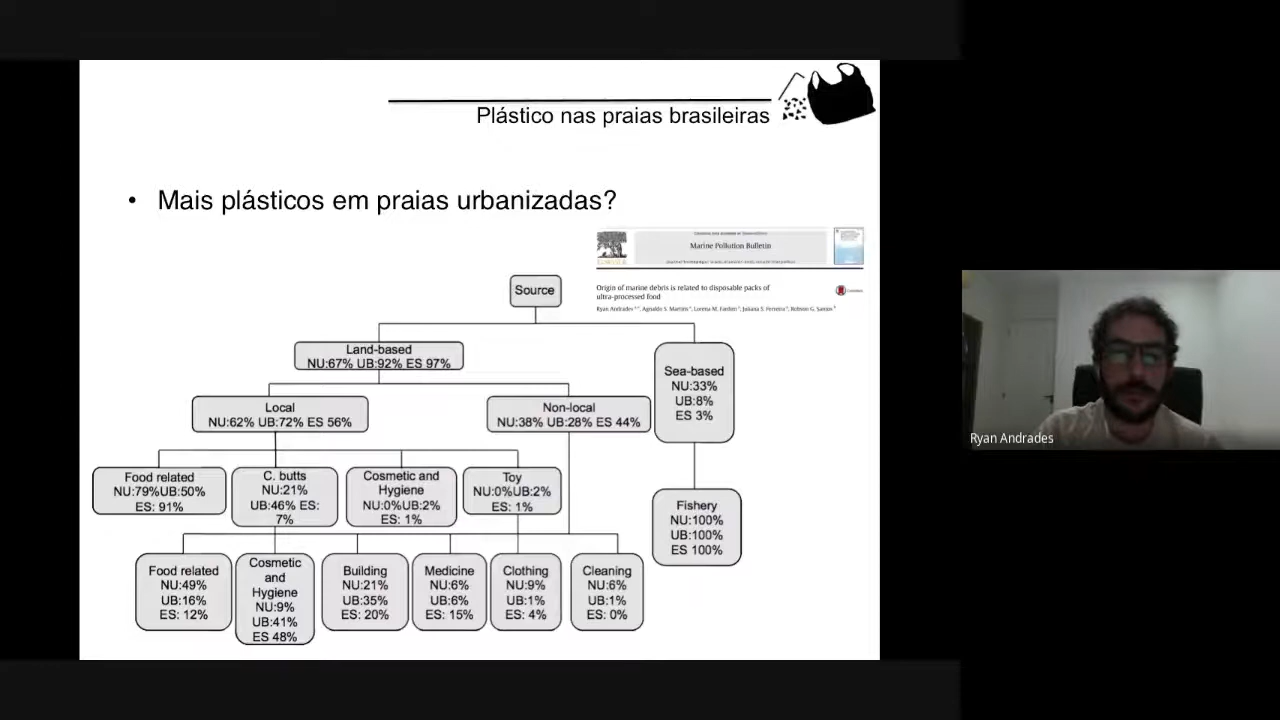 Plástico nas praias brasileiras
• Mais plásticos em praias urbanizadas?
Marine Pollution Bulletin
ELSEVIER
Origin of marine debris is related to disposable packs of
ultra-processed food
Source
Land-based
NU:67% UB:92% ES 97%
Sea-based
NU:33%
UB:8%
ES 3%
Local
NU:62% UB:72% ES 56%
Non-local
NU:38% UB:28% ES 44%
Food related
NU:79%UB:50%
ES: 91%
C. butts
NU:21%
UB:46% ES:
7%
Cosmetic and
Hygiene
NU:0%UB:2%
ES: 1%
Toy
NU:0%UB:2%
ES: 1%
Fishery
NU:100%
UB:100%
ES 100%
Food related
NU:49%
UB:16%
ES: 12%
Cosmetic
and
Hygiene
NU:9%
UB:41%
ES 48%
Building
NU:21%
UB:35%
ES: 20%
Medicine
NU:6%
UB:6%
ES: 15%
Clothing
NU:9%
UB:1%
ES: 4%
Cleaning
NU:6%
UB:1%
ES: 0%
Ryan Andrades